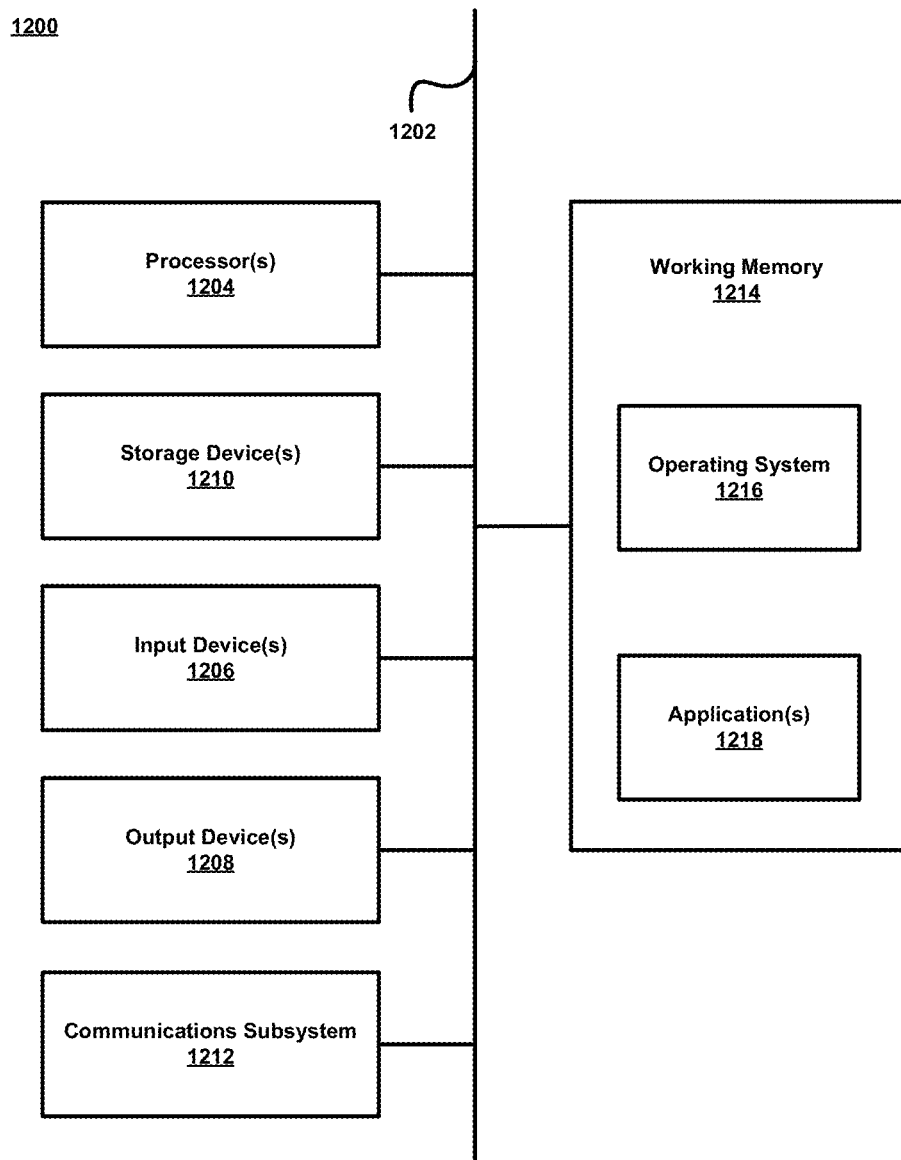 1200
1202
Processor(s)
1204
Storage Device(s)
1210
Input Device(s)
1206
Output Device(s)
1208
Communications Subsystem
1212
Working Memory
1214
Operating System
1216
Application(s)
1218